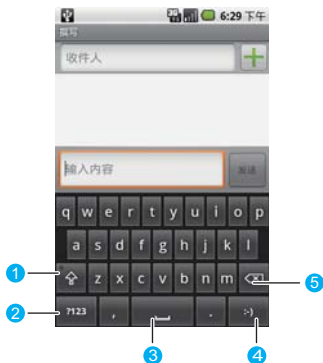 3G 6:29 下午
撰写
收件人
输入内容 发送
q w e r t y u i o p
a s d f g h j k l
1 z x c v b n m 5
2 ?123 , . :-)
3 4